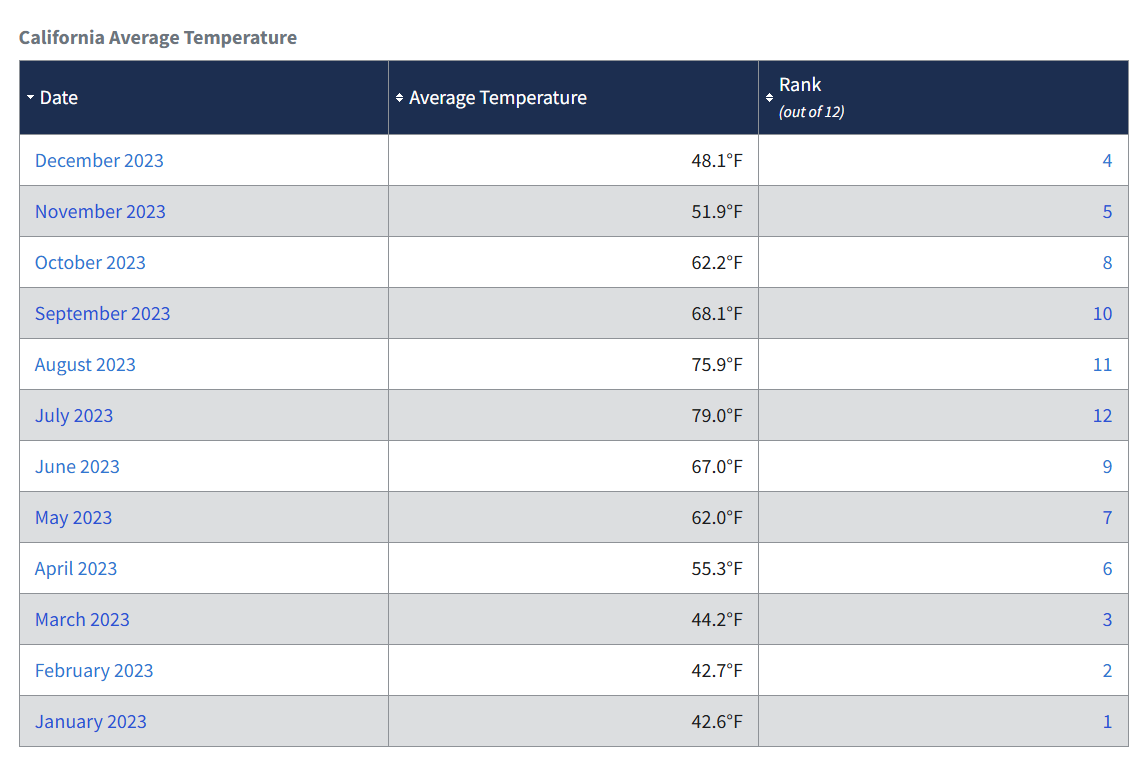 California Average Temperature
Date Average Temperature Rank
(out of 12)
December 2023 48.1°F 4
November 2023 51.9°F 5
October 2023 62.2°F 8
September 2023 68.1°F 10
August 2023 75.9°F 11
July 2023 79.0°F 12
June 2023 67.0°F 9
May 2023 62.0°F 7
April 2023 55.3°F 6
March 2023 44.2°F 3
February 2023 42.7°F 2
January 2023 42.6°F 1